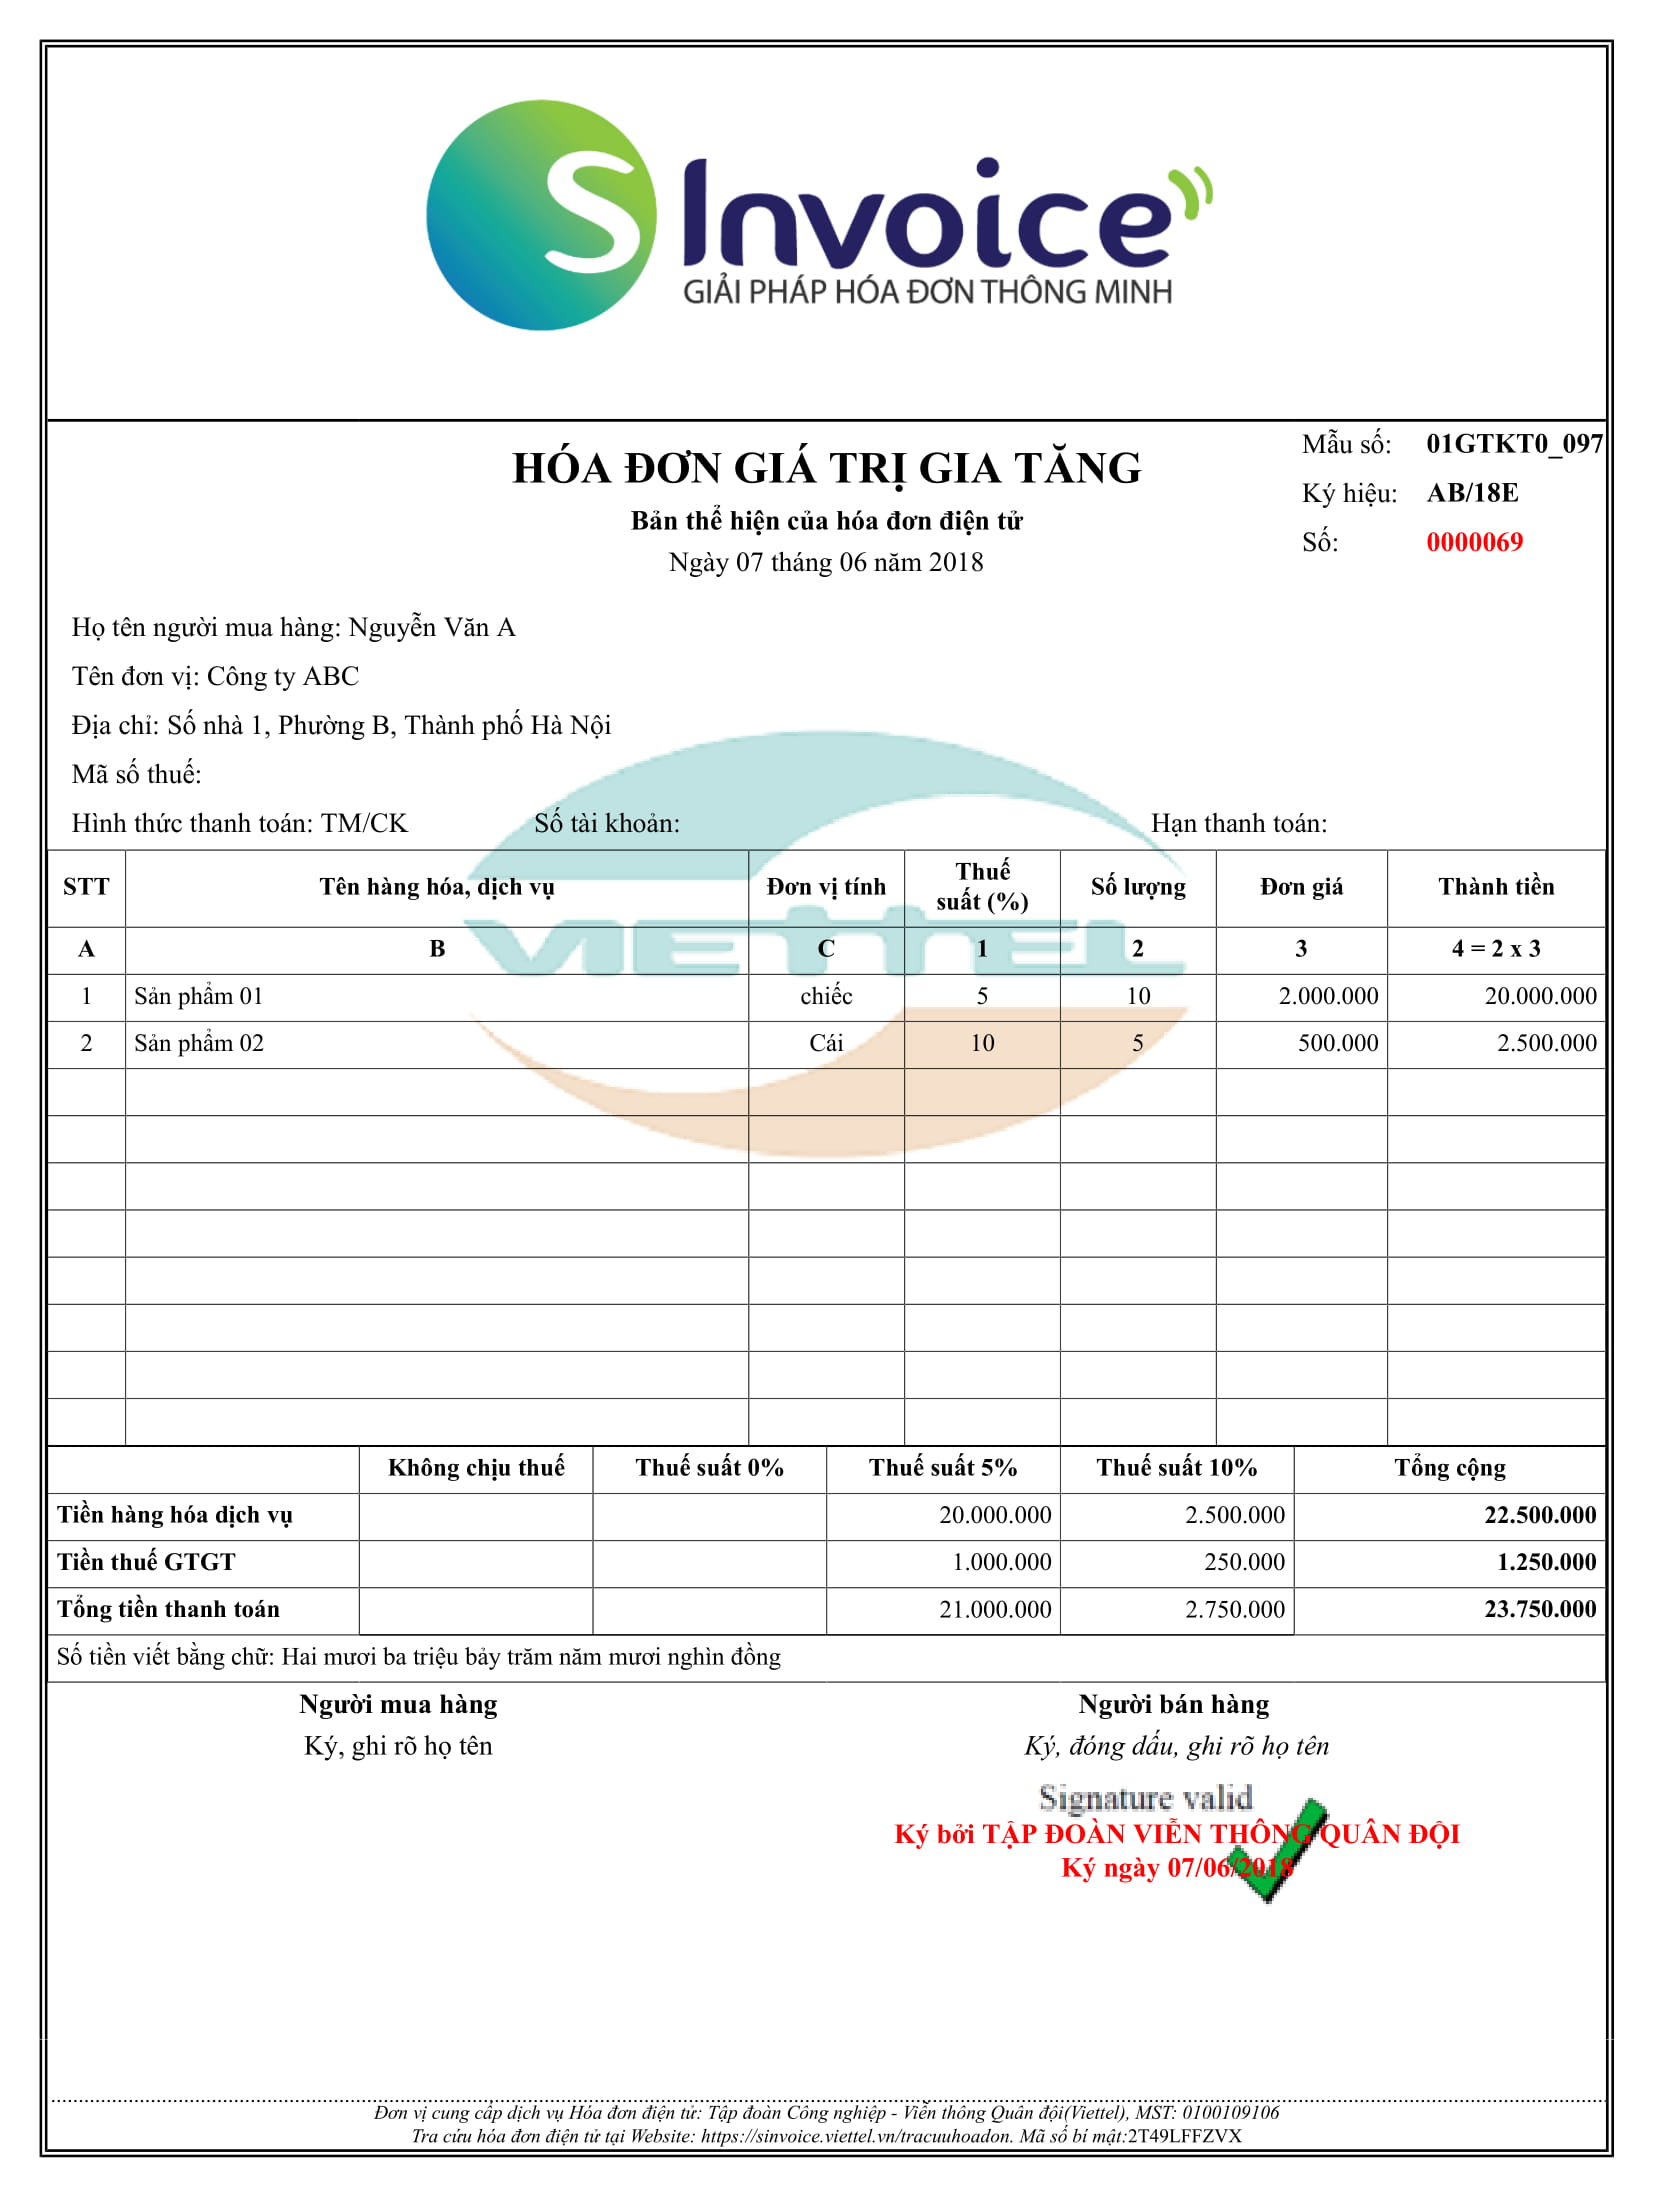 S Invoice
GIẢI PHÁP HÓA ĐƠN THÔNG MINH
HÓA ĐƠN GIÁ TRỊ GIA TĂNG
Bản thể hiện của hóa đơn điện tử
Ngày 07 tháng 06 năm 2018
Mẫu số: 01GTKT0_097
Ký hiệu: AB/18E
Số: 0000069
Họ tên người mua hàng: Nguyễn Văn A
Tên đơn vị: Công ty ABC
Địa chỉ: Số nhà 1, Phường B, Thành phố Hà Nội
Mã số thuế:
Hình thức thanh toán: TM/CK Số tài khoản: Hạn thanh toán:
STT Tên hàng hóa, dịch vụ Đơn vị tính Thuế suất (%) Số lượng Đơn giá Thành tiền
VIETTEL
A B C 1 2 3 4 = 2 x 3
1 Sản phẩm 01 chiếc 5 10 2.000.000 20.000.000
2 Sản phẩm 02 Cái 10 5 500.000 2.500.000
Không chịu thuế Thuế suất 0% Thuế suất 5% Thuế suất 10% Tổng cộng
Tiền hàng hóa dịch vụ 20.000.000 2.500.000 22.500.000
Tiền thuế GTGT 1.000.000 250.000 1.250.000
Tổng tiền thanh toán 21.000.000 2.750.000 23.750.000
Số tiền viết bằng chữ: Hai mươi ba triệu bảy trăm năm mươi nghìn đồng
Người mua hàng Người bán hàng
Ký, ghi rõ họ tên Ký, đóng dấu, ghi rõ họ tên
Signature valid
Ký bởi TẬP ĐOÀN VIỄN THÔNG QUÂN ĐỘI
Ký ngày 07/06/2018
Đơn vị cung cấp dịch vụ Hóa đơn điện tử: Tập đoàn Công nghiệp - Viễn thông Quân đội(Viettel), MST: 0100109106
Tra cứu hóa đơn điện tử tại Website: https://sinvoice.viettel.vn/tracuuhoadon. Mã số bí mật:2T49LFFZVX